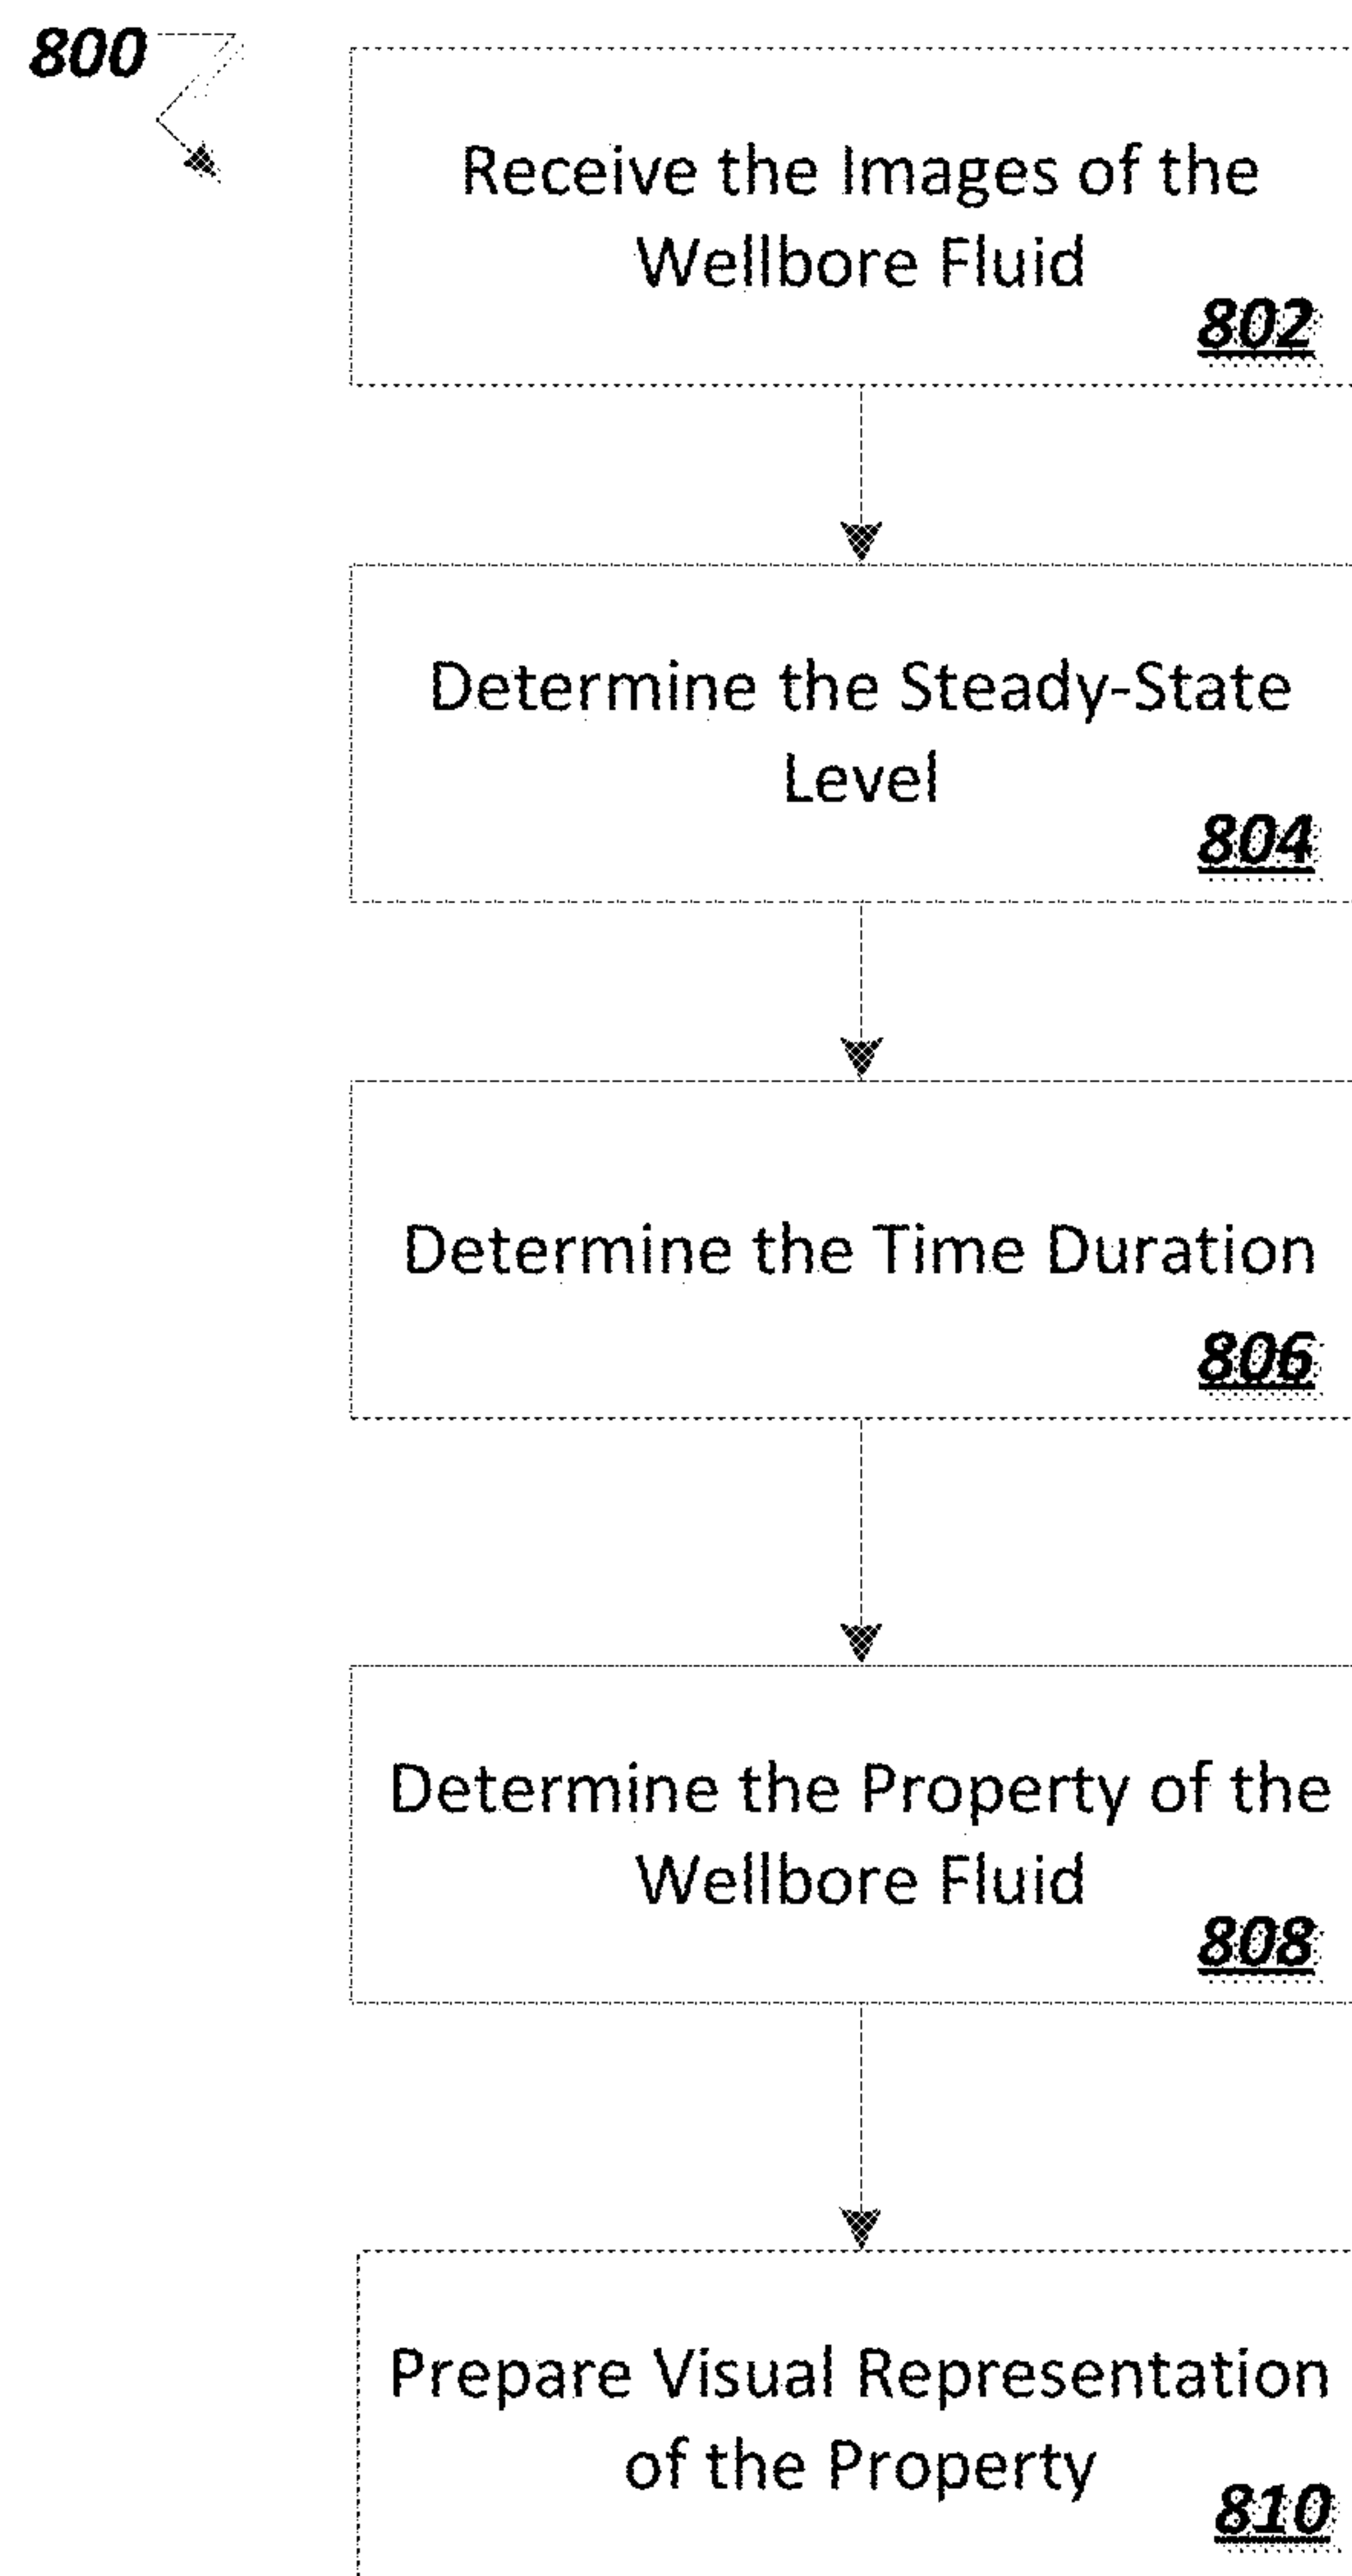 800
Receive the Images of the
Wellbore Fluid
802
Determine the Steady-State
Level
804
Determine the Time Duration
806
Determine the Property of the
Wellbore Fluid
808
Prepare Visual Representation
of the Property
810